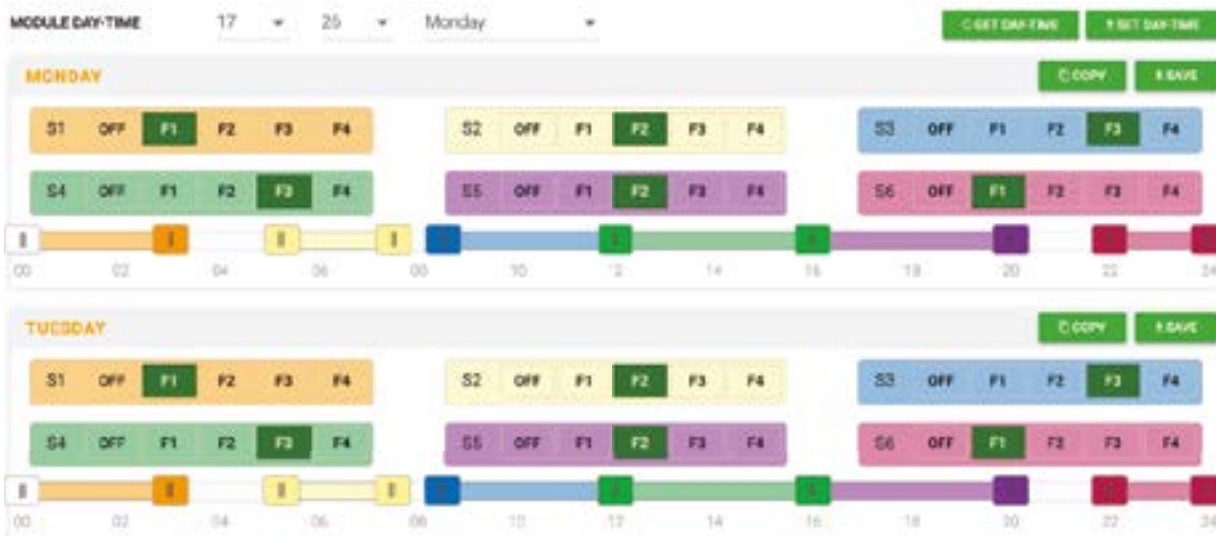 MODULE DAY-TIME 17 25 Monday GET DAY-TIME SET DAY-TIME
MONDAY COPY SAVE
S1 OFF F1 F2 F3 F4 S2 OFF F1 F2 F3 F4 S3 OFF F1 F2 F3 F4
S4 OFF F1 F2 F3 F4 S5 OFF F1 F2 F3 F4 S6 OFF F1 F2 F3 F4
00 02 04 06 08 10 12 14 16 18 20 22 24
TUESDAY COPY SAVE
S1 OFF F1 F2 F3 F4 S2 OFF F1 F2 F3 F4 S3 OFF F1 F2 F3 F4
S4 OFF F1 F2 F3 F4 S5 OFF F1 F2 F3 F4 S6 OFF F1 F2 F3 F4
00 02 04 06 08 10 12 14 16 18 20 22 24